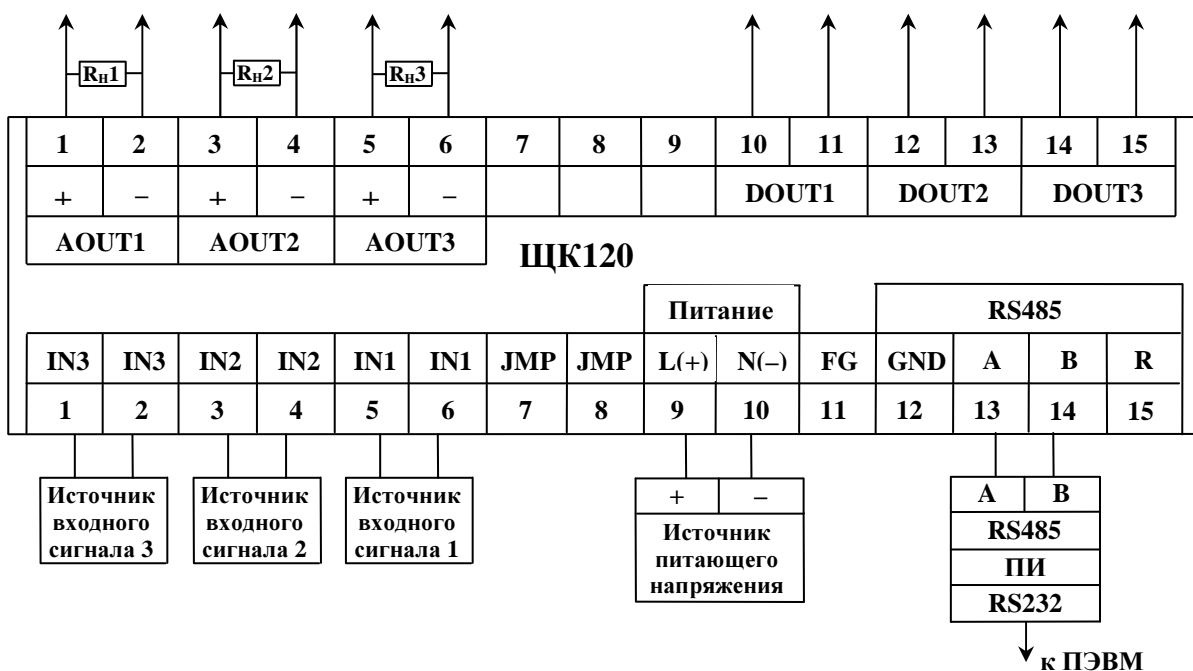 Rн1 Rн2 Rн3
1 2 3 4 5 6 7 8 9 10 11 12 13 14 15
+ – + – + – DOUT1 DOUT2 DOUT3
AOUT1 AOUT2 AOUT3
ЩК120
Питание RS485
IN3 IN3 IN2 IN2 IN1 IN1 JMP JMP L(+) N(–) FG GND A B R
1 2 3 4 5 6 7 8 9 10 11 12 13 14 15
Источник
входного
сигнала 3
Источник
входного
сигнала 2
Источник
входного
сигнала 1
+ –
Источник
питающего
напряжения
A B
RS485
ПИ
RS232
к ПЭВМ